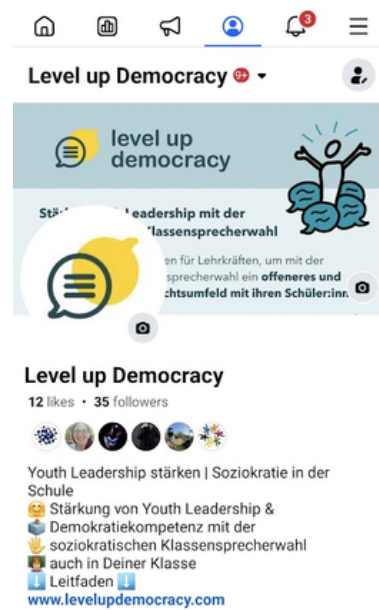 3
Level up Democracy 9+
level up
democracy
Leadership mit der
Klassensprecherwahl
en für Lehrkräften, um mit der
sprecherwahl ein offeneres und
ihren
Level up Democracy
12 likes • 35 followers
Youth Leadership stärken | Soziokratie in der
Schule
🤗 Stärkung von Youth Leadership &
🗳️ Demokratiekompetenz mit der
🖐️ soziokratischen Klassensprecherwahl
👩‍🏫 auch in Deiner Klasse
⬇️ Leitfaden ⬇️
www.levelupdemocracy.com